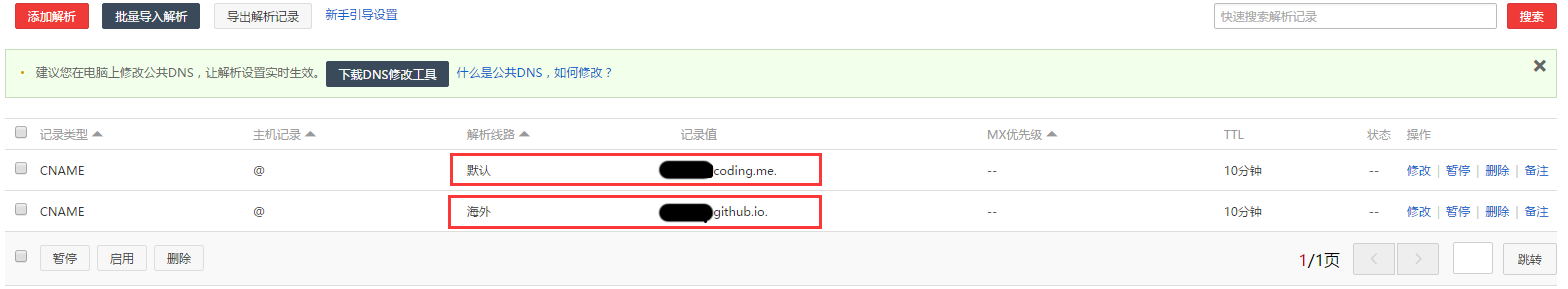 添加解析 批量导入解析 导出解析记录 新手引导设置 快速搜索解析记录 搜索
建议您在电脑上修改公共DNS，让解析设置实时生效。 下载DNS修改工具 什么是公共DNS，如何修改？
记录类型 主机记录 解析线路 记录值 MX优先级 TTL 状态 操作
CNAME @ 默认 coding.me. -- 10分钟 -- 修改 | 暂停 | 删除 | 备注
CNAME @ 海外 github.io. -- 10分钟 -- 修改 | 暂停 | 删除 | 备注
暂停 启用 删除 1/1页 跳转